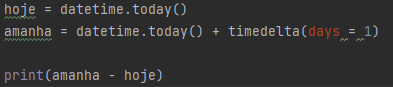 hoje = datetime.today()
amanha = datetime.today() + timedelta(days = 1)
print(amanha - hoje)